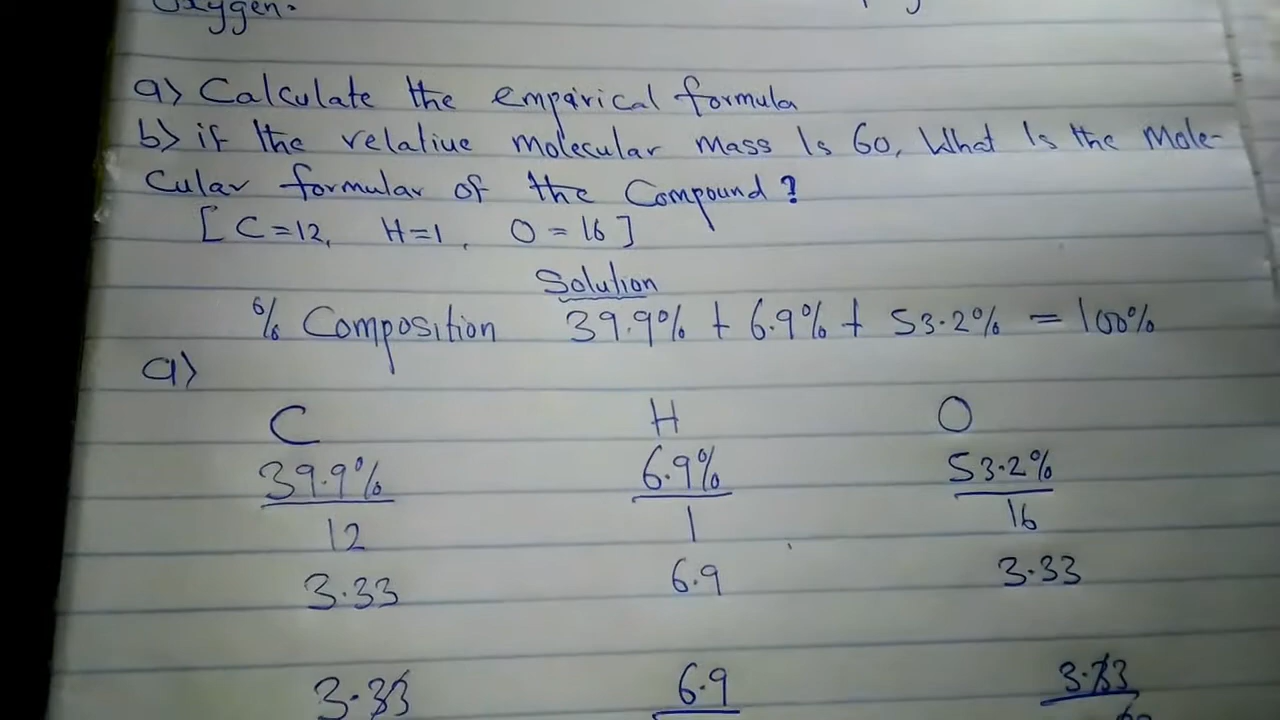 Oxygen.
a) Calculate the empirical formula
b) if the relative molecular mass Is 60, What Is the Mole-
cular formular of the Compound?
[C=12, H=1, O=16]
Solution
% Composition 39.9% + 6.9% + 53.2% = 100%
a)
C H O
39.9% 6.9% 53.2%
12 1 16
3.33 6.9 3.33
3.33 6.9 3.33